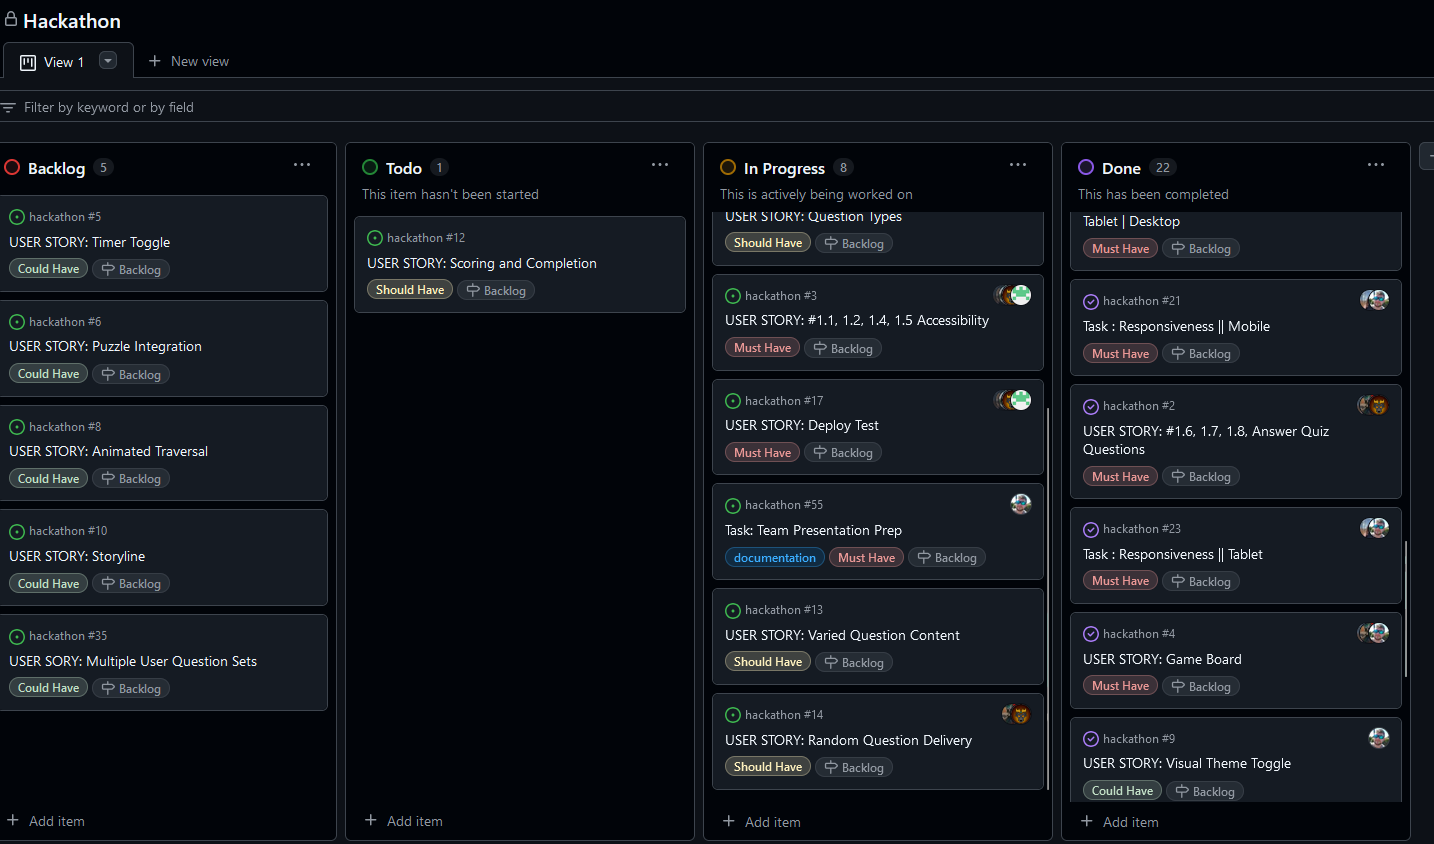 Hackathon
View 1
New view
Filter by keyword or by field
Backlog 5
hackathon #5
USER STORY: Timer Toggle
Could Have Backlog
hackathon #6
USER STORY: Puzzle Integration
Could Have Backlog
hackathon #8
USER STORY: Animated Traversal
Could Have Backlog
hackathon #10
USER STORY: Storyline
Could Have Backlog
hackathon #35
USER SORY: Multiple User Question Sets
Could Have Backlog
Add item
Todo 1
This item hasn't been started
hackathon #12
USER STORY: Scoring and Completion
Should Have Backlog
Add item
In Progress 8
This is actively being worked on
USER STORY: Question Types
Should Have Backlog
hackathon #3
USER STORY: #1.1, 1.2, 1.4, 1.5 Accessibility
Must Have Backlog
hackathon #17
USER STORY: Deploy Test
Must Have Backlog
hackathon #55
Task: Team Presentation Prep
documentation Must Have Backlog
hackathon #13
USER STORY: Varied Question Content
Should Have Backlog
hackathon #14
USER STORY: Random Question Delivery
Should Have Backlog
Add item
Done 22
This has been completed
Tablet | Desktop
Must Have Backlog
hackathon #21
Task : Responsiveness || Mobile
Must Have Backlog
hackathon #2
USER STORY: #1.6, 1.7, 1.8, Answer Quiz
Questions
Must Have Backlog
hackathon #23
Task : Responsiveness || Tablet
Must Have Backlog
hackathon #4
USER STORY: Game Board
Must Have Backlog
hackathon #9
USER STORY: Visual Theme Toggle
Could Have Backlog
Add item